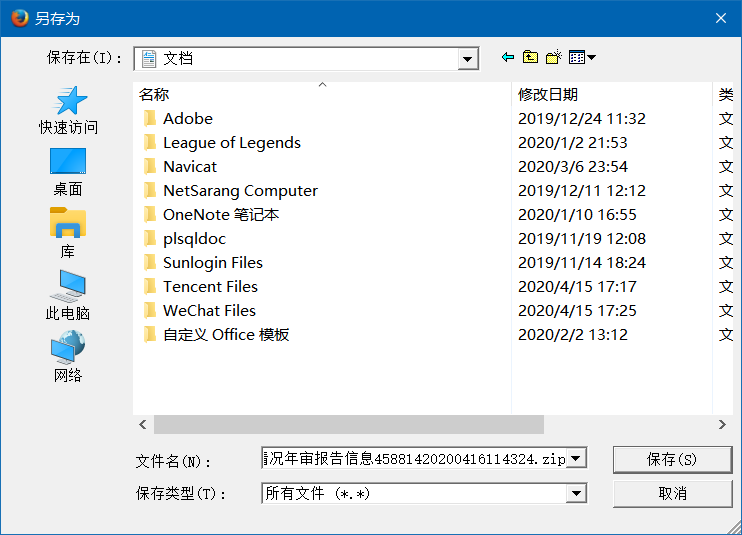 另存为
保存在(I):
文档
快速访问
桌面
库
此电脑
网络
名称 修改日期 类
Adobe 2019/12/24 11:32 文
League of Legends 2020/1/2 21:53 文
Navicat 2020/3/6 23:54 文
NetSarang Computer 2019/12/11 12:12 文
OneNote 笔记本 2020/1/10 16:55 文
plsqldoc 2019/11/19 12:08 文
Sunlogin Files 2019/11/14 18:24 文
Tencent Files 2020/4/15 17:17 文
WeChat Files 2020/4/15 17:25 文
自定义 Office 模板 2020/2/2 13:12 文
文件名(N): 情况年审报告信息45881420200416114324.zip 保存(S)
保存类型(T): 所有文件 (*.*) 取消